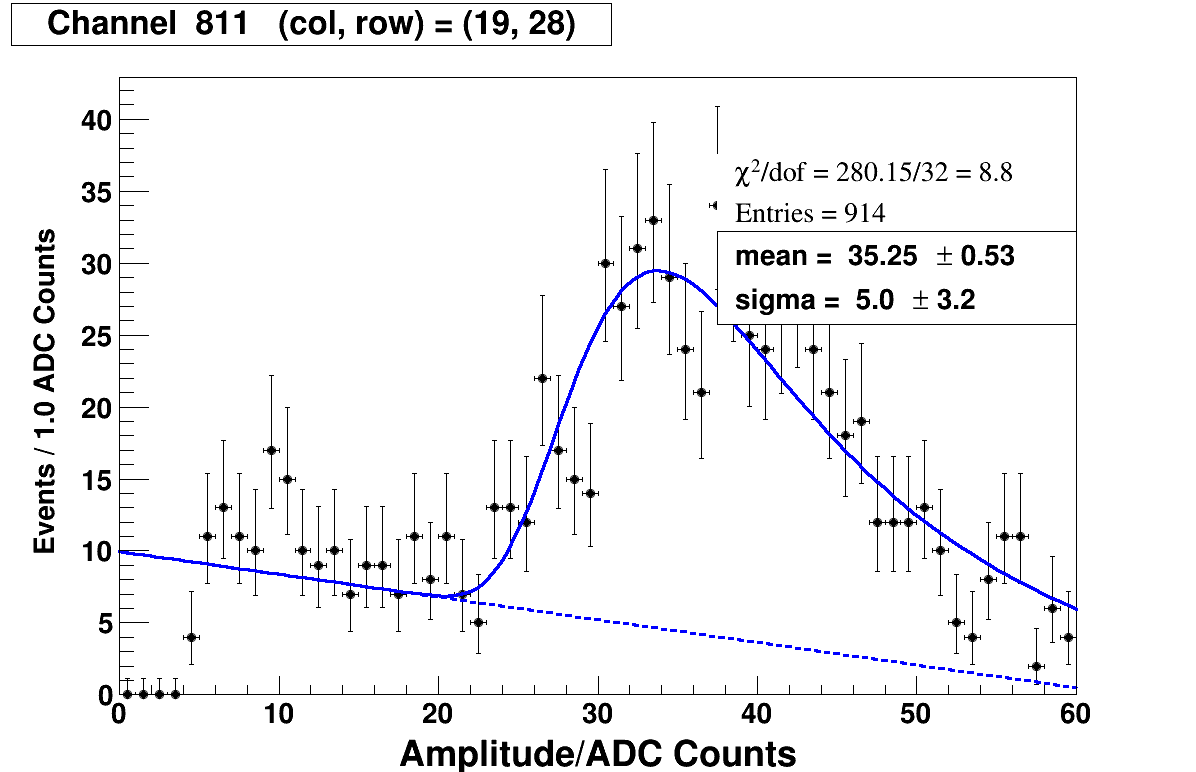 Channel 811 (col, row) = (19, 28)
40
35
30
25
20
15
10
5
0
Events / 1.0 ADC Counts
χ²/dof = 280.15/32 = 8.8
Entries = 914
mean = 35.25 ± 0.53
sigma = 5.0 ± 3.2
0 10 20 30 40 50 60
Amplitude/ADC Counts